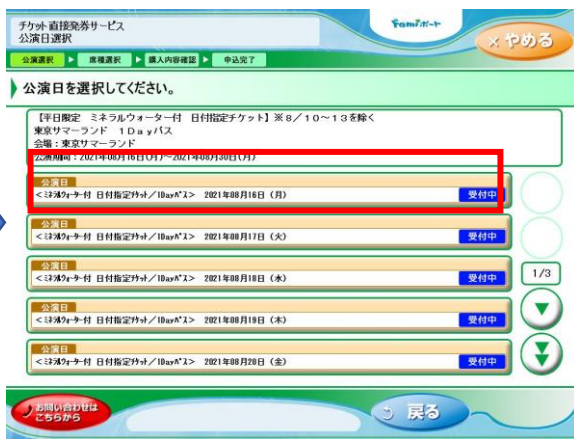 チケット直接発券サービス
公演日選択
Famiポート
×やめる
公演選択 ▶ 席種選択 ▶ 購入内容確認 ▶ 申込完了
公演日を選択してください。
【平日限定 ミネラルウォーター付 日付指定チケット】※8/10~13を除く
東京サマーランド 1Dayパス
会場:東京サマーランド
公演期間:2021年08月16日(月)~2021年08月30日(月)
公演日
<ミネラルウォーター付 日付指定チケット/1Dayパス> 2021年08月16日(月) 受付中
公演日
<ミネラルウォーター付 日付指定チケット/1Dayパス> 2021年08月17日(火) 受付中
公演日
<ミネラルウォーター付 日付指定チケット/1Dayパス> 2021年08月18日(水) 受付中
1/3
公演日
<ミネラルウォーター付 日付指定チケット/1Dayパス> 2021年08月19日(木) 受付中
公演日
<ミネラルウォーター付 日付指定チケット/1Dayパス> 2021年08月20日(金) 受付中
お問い合わせは
こちらから
戻る